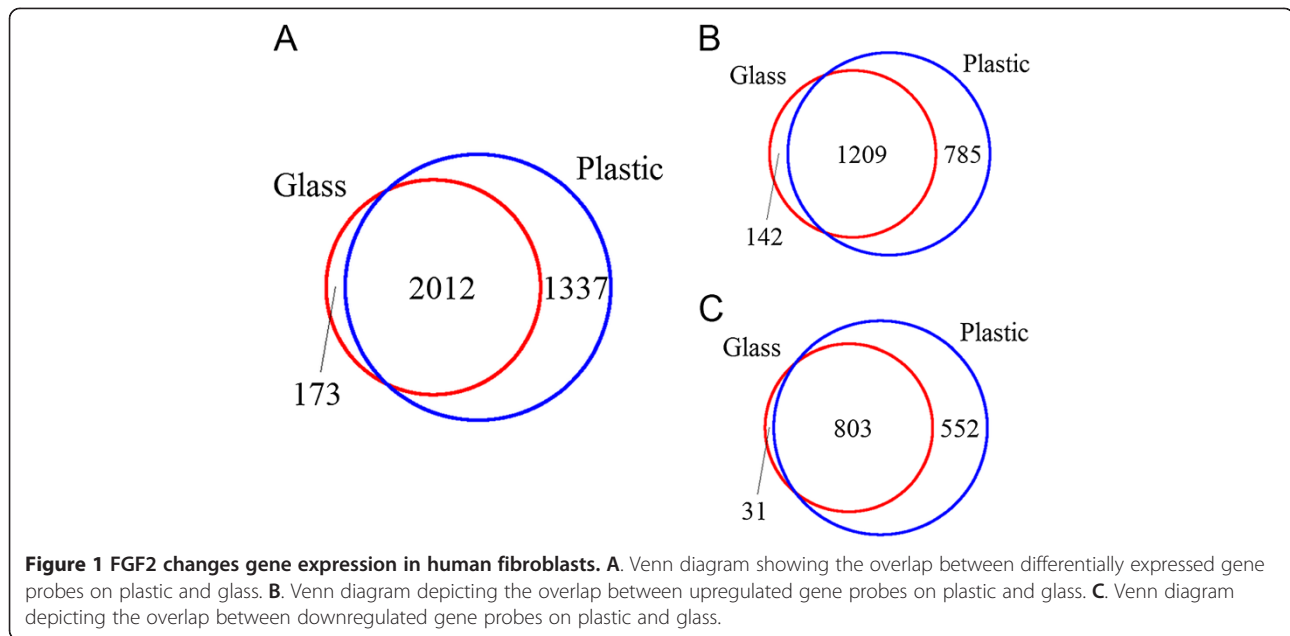 A
Glass
Plastic
2012
1337
173
B
Glass
Plastic
1209
785
142
C
Glass
Plastic
803
552
31
Figure 1 FGF2 changes gene expression in human fibroblasts. A. Venn diagram showing the overlap between differentially expressed gene
probes on plastic and glass. B. Venn diagram depicting the overlap between upregulated gene probes on plastic and glass. C. Venn diagram
depicting the overlap between downregulated gene probes on plastic and glass.